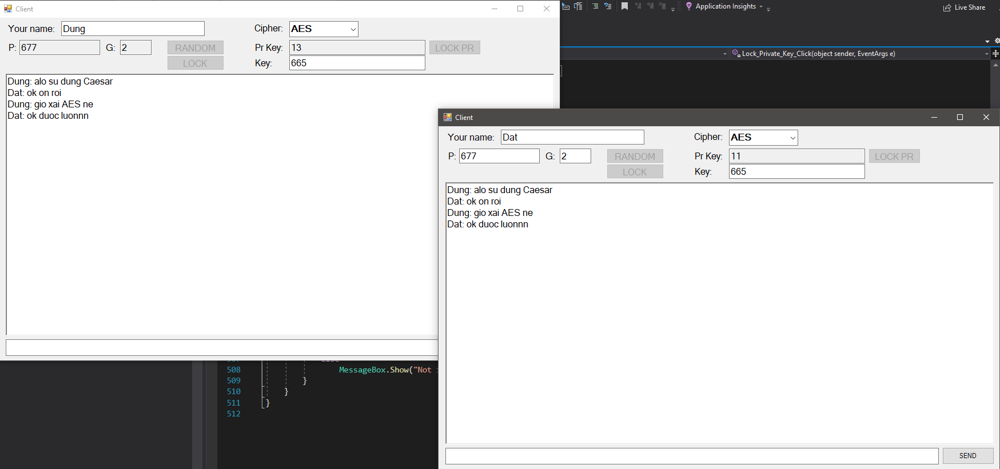 Client
Your name: Dung
Cipher: AES
P: 677 G: 2 RANDOM
Pr Key: 13 LOCK PR
LOCK
Key: 665
Dung: alo su dung Caesar
Dat: ok on roi
Dung: gio xai AES ne
Dat: ok duoc luonnn
Application Insights
Live Share
Lock_Private_Key_Click(object sender, EventArgs e)
Client
Your name: Dat
Cipher: AES
P: 677 G: 2 RANDOM
Pr Key: 11 LOCK PR
LOCK
Key: 665
Dung: alo su dung Caesar
Dat: ok on roi
Dung: gio xai AES ne
Dat: ok duoc luonnn
SEND
508 MessageBox.Show("Not
509 }
510 }
511 }
512